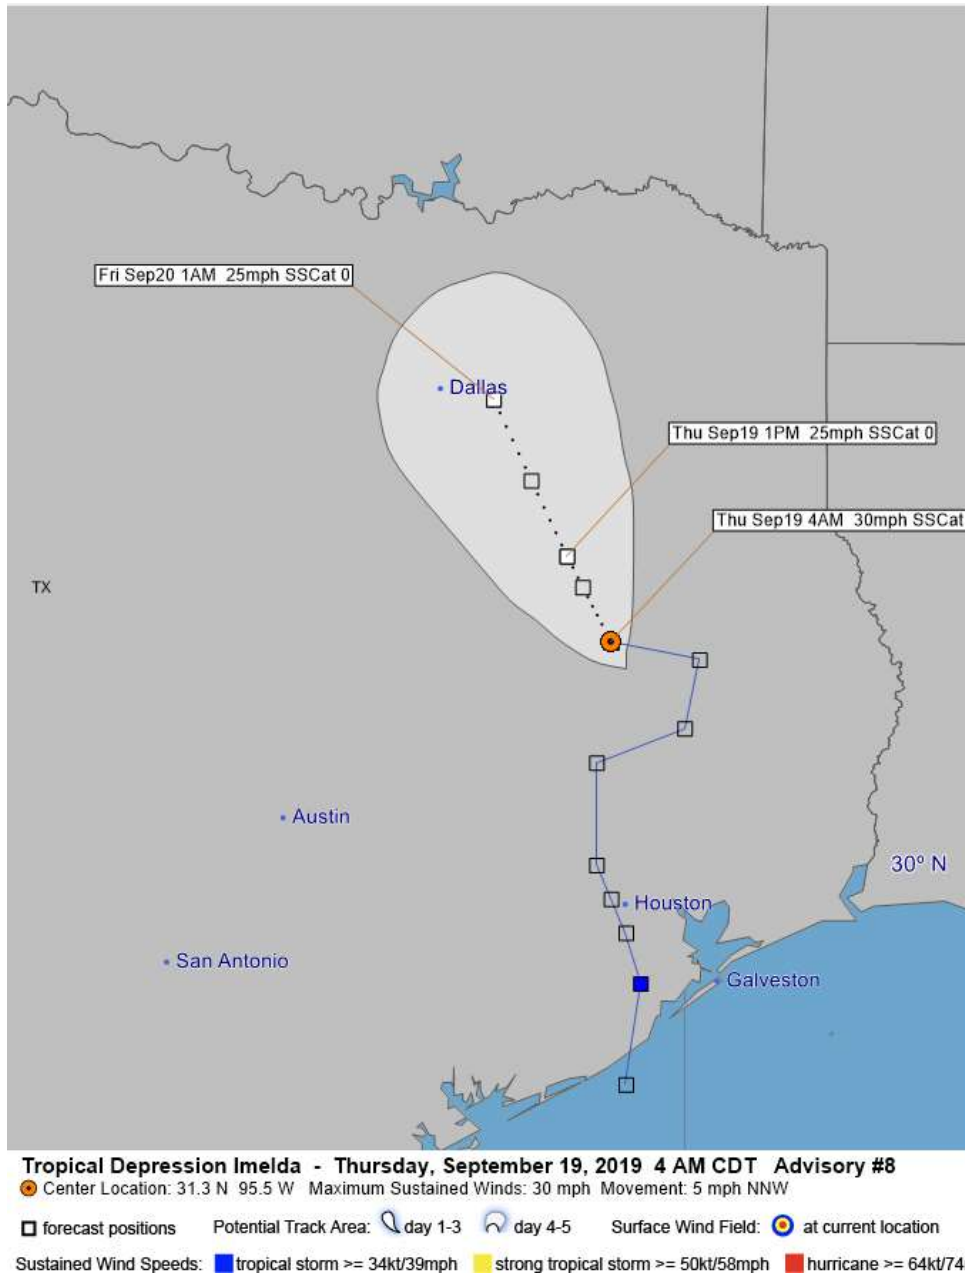 Fri Sep20 1AM 25mph SSCat 0
Dallas
Thu Sep19 1PM 25mph SSCat 0
Thu Sep19 4AM 30mph SSCat
TX
Austin
30º N
Houston
San Antonio
Galveston
Tropical Depression Imelda - Thursday, September 19, 2019 4 AM CDT Advisory #8
Center Location: 31.3 N 95.5 W Maximum Sustained Winds: 30 mph Movement: 5 mph NNW
forecast positions Potential Track Area: day 1-3 day 4-5 Surface Wind Field: at current location
Sustained Wind Speeds: tropical storm >= 34kt/39mph strong tropical storm >= 50kt/58mph hurricane >= 64kt/74